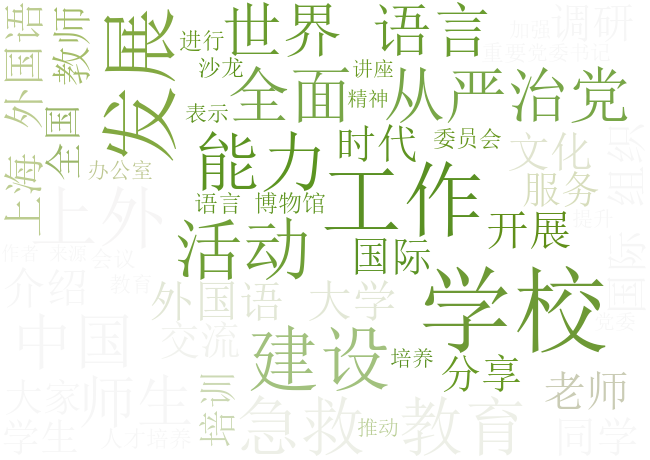 外国语
教师
发展
进行
沙龙
表示
世界
语言
加强
调研
重要
党委
书记
讲座
精神
全面
从严治党
全国
上海
办公室
能力
时代
委员会
文化
组织
服务
提升
上外
语言
博物馆
工作
开展
作者
来源
会议
教育
介绍
活动
国际
国际
外国语
大学
学校
党委
中国
交流
建设
培养
分享
老师
大家
师生
培训
急救
教育
推动
学生
人才培养
同学